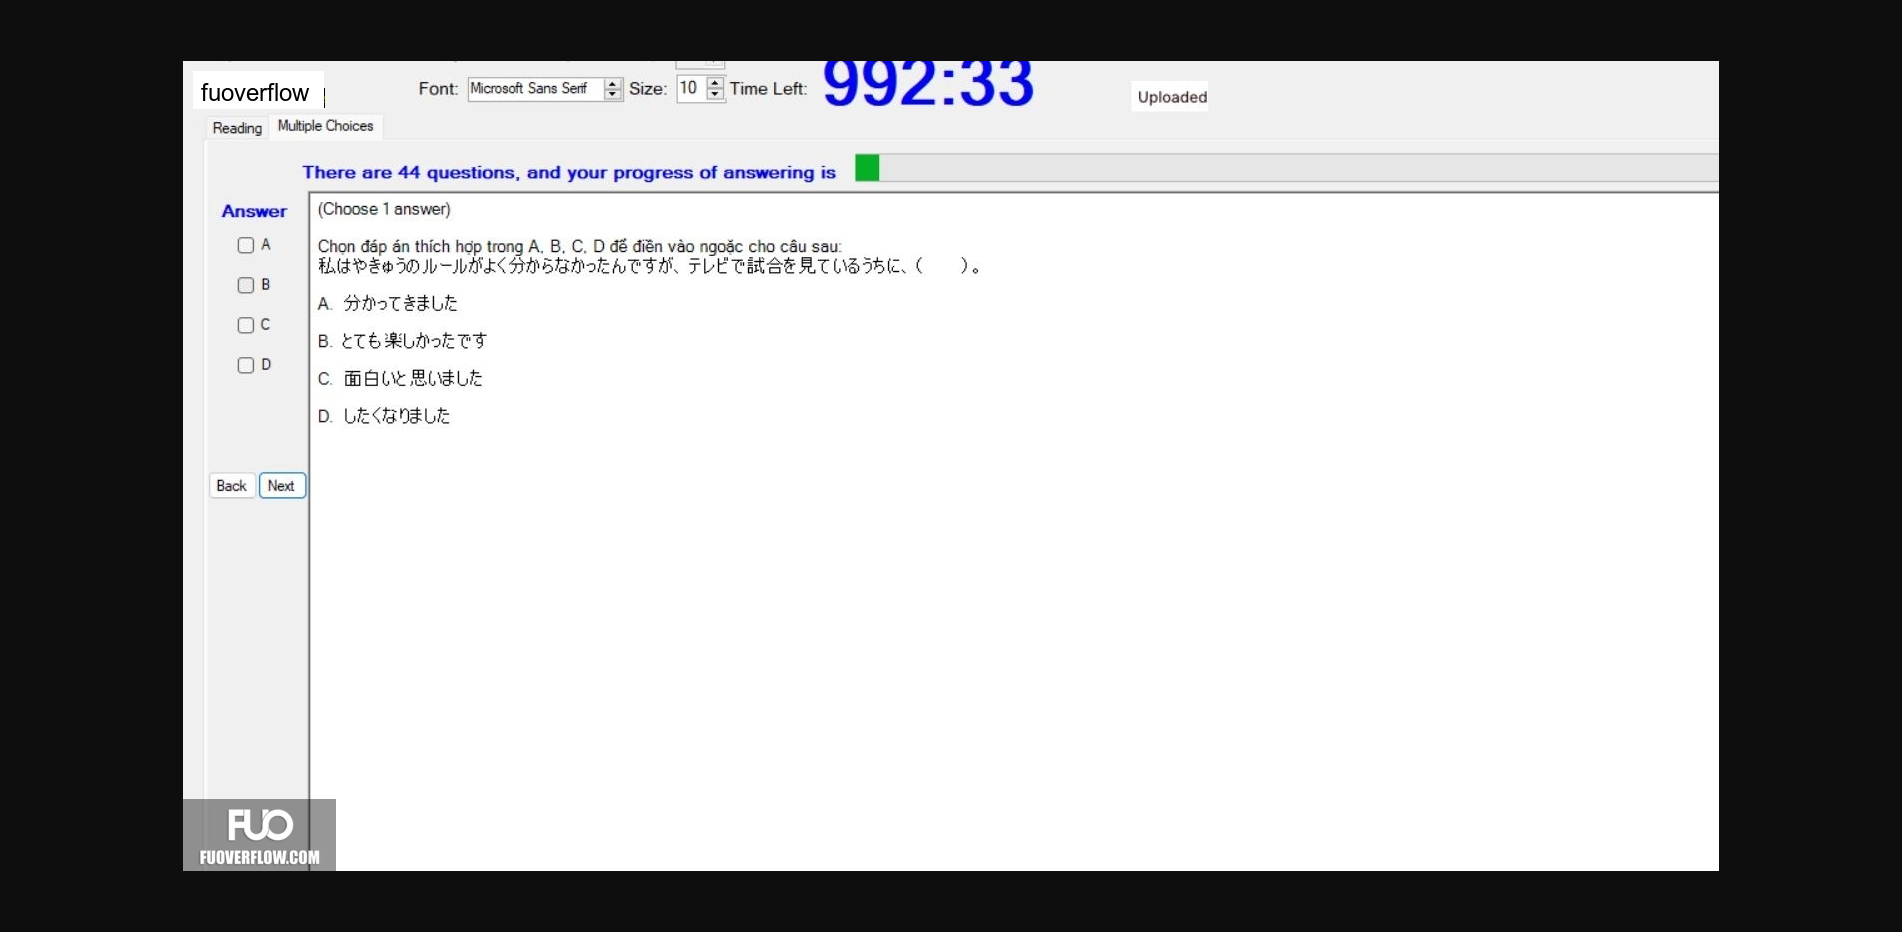 fuoverflow
Font: Microsoft Sans Serif Size: 10 Time Left: 992:33
Uploaded
Reading Multiple Choices
There are 44 questions, and your progress of answering is
Answer
A
B
C
D
Back Next
(Choose 1 answer)
Chọn đáp án thích hợp trong A, B, C, D để điền vào ngoặc cho câu sau:
私はやきゅうのルールがよく分からなかったんですが、テレビで試合を見ているうちに、(　　)。
A. 分かってきました
B. とても楽しかったです
C. 面白いと思いました
D. したくなりました
FUO
FUOVERFLOW.COM